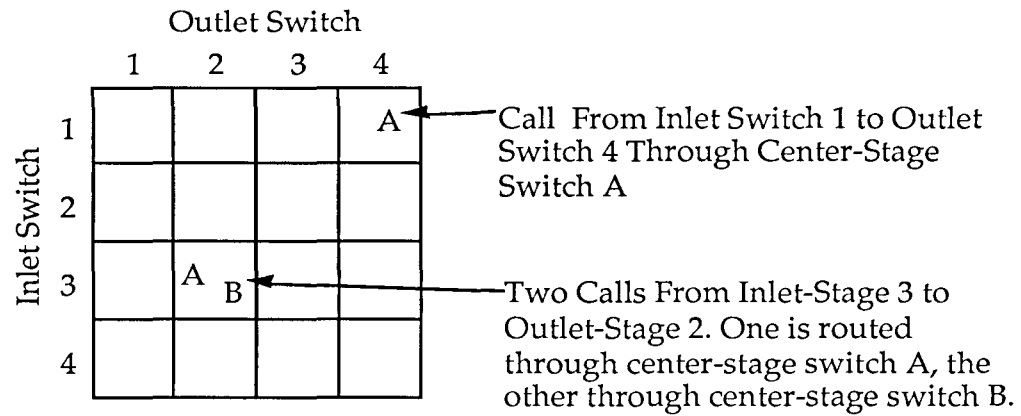 Outlet Switch
1 2 3 4
Inlet Switch
1
2
3
4
A
Call From Inlet Switch 1 to Outlet
Switch 4 Through Center-Stage
Switch A
A
B
Two Calls From Inlet-Stage 3 to
Outlet-Stage 2. One is routed
through center-stage switch A, the
other through center-stage switch B.